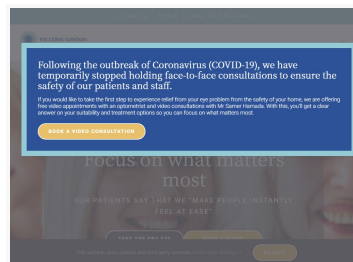 EYE CLINIC LONDON
Following the outbreak of Coronavirus (COVID-19), we have
temporarily stopped holding face-to-face consultations to ensure the
safety of our patients and staff.
If you would like to take the first step to experience relief from your eye problem from the safety of your home, we are offering
free video appointments with an optometrist and video consultations with Mr Samer Hamada. With this, you'll get a clear
answer on your suitability and treatment options so you can focus on what matters most.
BOOK A VIDEO CONSULTATION
Focus on what matters
most
OUR PATIENTS SAY THAT WE "MAKE PEOPLE INSTANTLY
FEEL AT EASE"